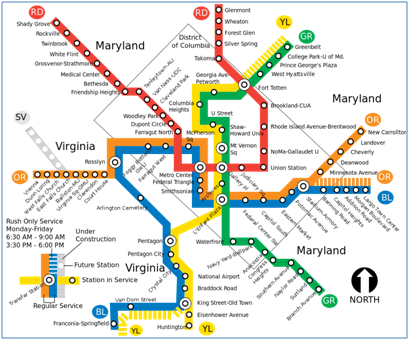 RD
Shady Grove
Rockville
Twinbrook
White Flint
Grosvenor-Strathmore
Medical Center
Bethesda
Friendship Heights
Maryland
Tenleytown-AU
Van Ness-UDC
Cleveland Park
Woodley Park
Dupont Circle
Farragut North
RD
Glenmont
Wheaton
Forest Glen
Silver Spring
Takoma
District
of Columbia
YL
GR
Greenbelt
College Park-U of Md.
Prince George's Plaza
West Hyattsville
Fort Totten
Georgia Ave
Petworth
Columbia
Heights
U Street
Shaw-
Howard Univ
Mt Vernon
Sq
Brookland-CUA
Rhode Island Avenue-Brentwood
NoMa-Gallaudet U
Union Station
Judiciary Sq
McPherson
Sq
Metro Center
Federal Triangle
Smithsonian
L'Enfant Plaza
Maryland
OR
New Carrollton
Landover
Cheverly
Deanwood
Minnesota Avenue
OR
Largo Town Center
Morgan Boulevard
Addison Road
Capitol Heights
Benning Road
BL
Stadium-Armory
Potomac Avenue
Eastern Market
Capitol South
Federal Center SW
SV
OR
Virginia
Vienna
Dunn Loring
West Falls Church
East Falls Church
Ballston
Virginia Sq
Clarendon
Court House
Rosslyn
Foggy Bottom
Farragut West
Arlington Cemetery
Pentagon
Pentagon City
Crystal City
Virginia
National Airport
Braddock Road
King Street-Old Town
Eisenhower Avenue
Huntington
YL
Van Dorn Street
Franconia-Springfield
BL
YL
Waterfront
Navy Yard-Ballpark
Anacostia
Congress Heights
Southern Avenue
Naylor Road
Suitland
Branch Avenue
Maryland
GR
NORTH
Rush Only Service
Monday-Friday
6:30 AM – 9:00 AM
3:30 PM – 6:00 PM
Under
Construction
Future Station
Station in Service
Transfer Station
Regular Service